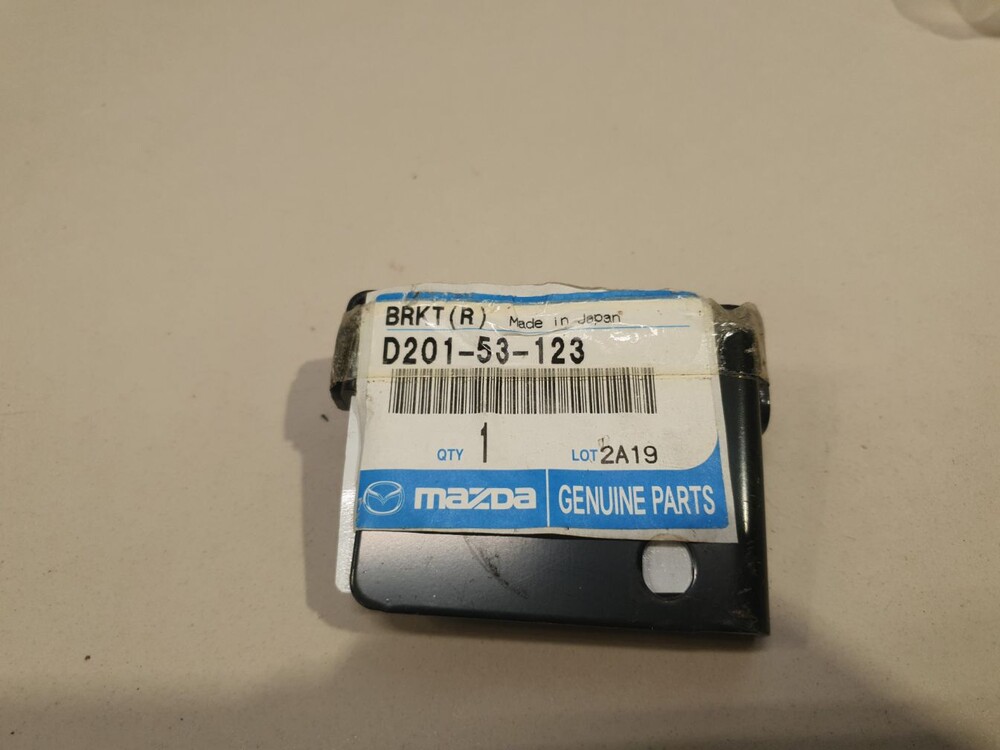 BRKT(R) Made in Japan
D201-53-123
QTY 1 LOT 2A19
mazda GENUINE PARTS